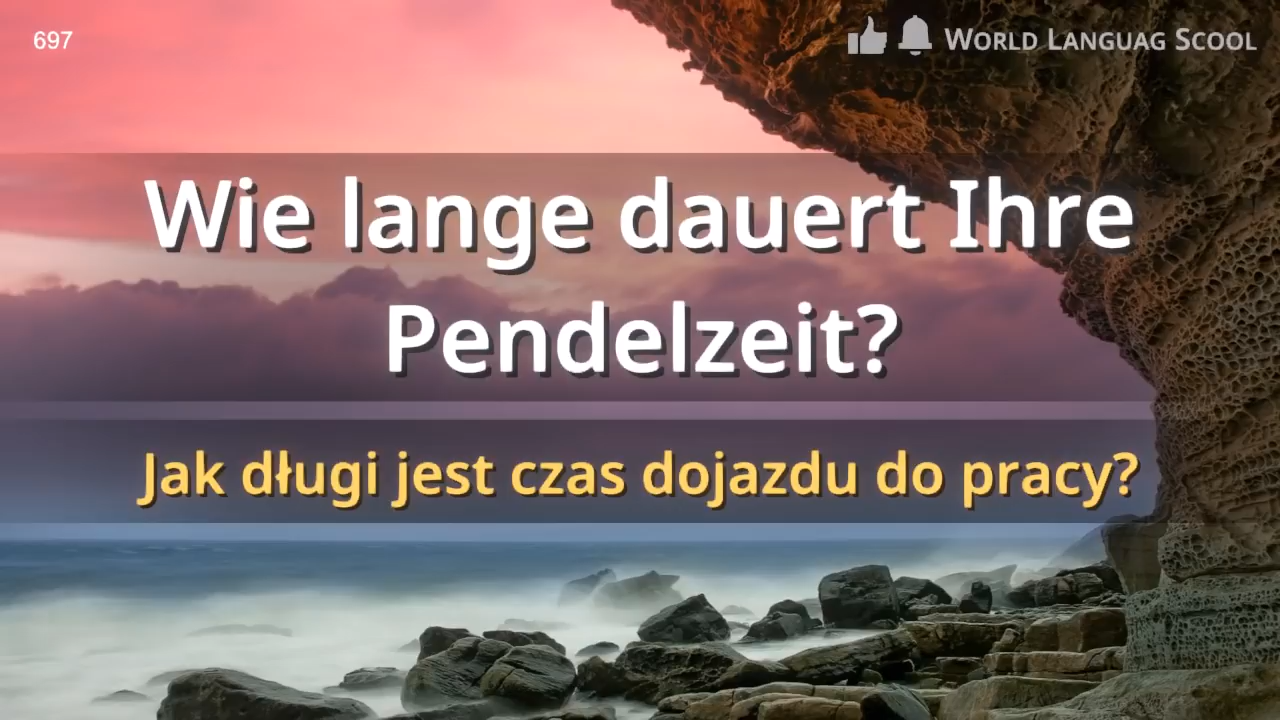 697
World Languag Scool
Wie lange dauert Ihre
Pendelzeit?
Jak długi jest czas dojazdu do pracy?